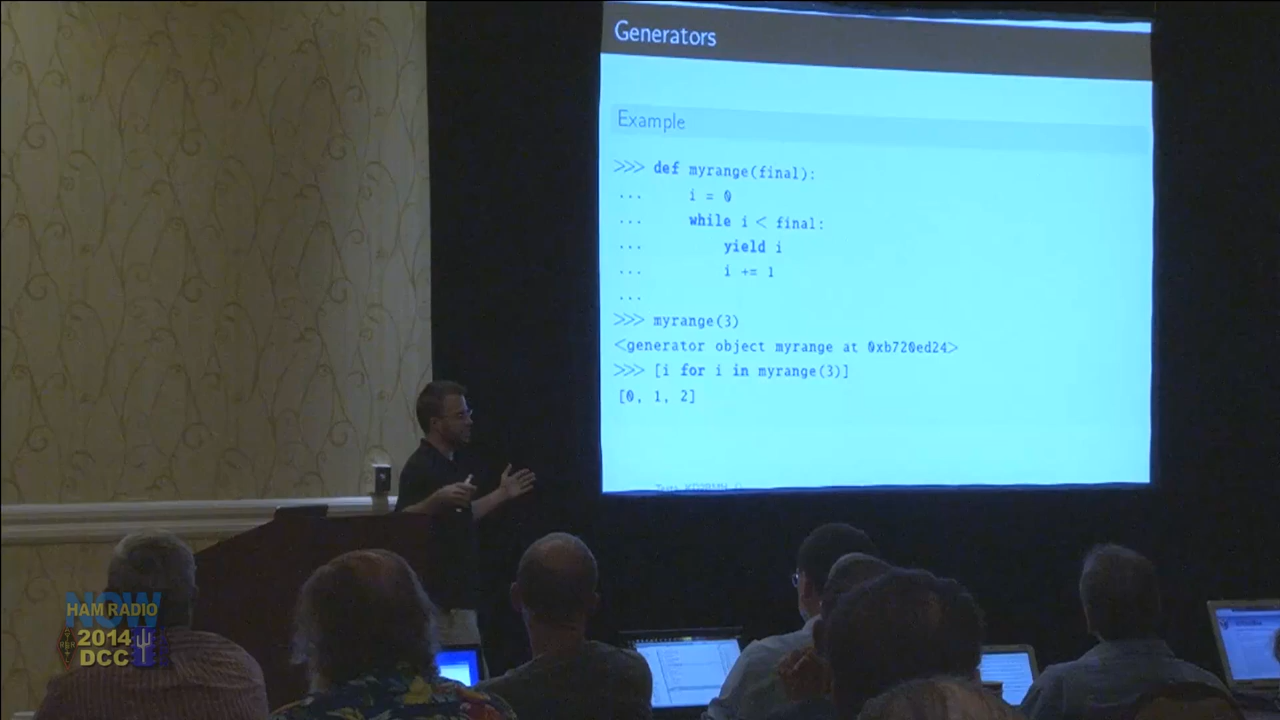 Generators
Example
>>> def myrange(final):
...     i = 0
...     while i < final:
...         yield i
...         i += 1
...
>>> myrange(3)
<generator object myrange at 0xb720ed24>
>>> [i for i in myrange(3)]
[0, 1, 2]
NOW
HAM RADIO
2014
DCC